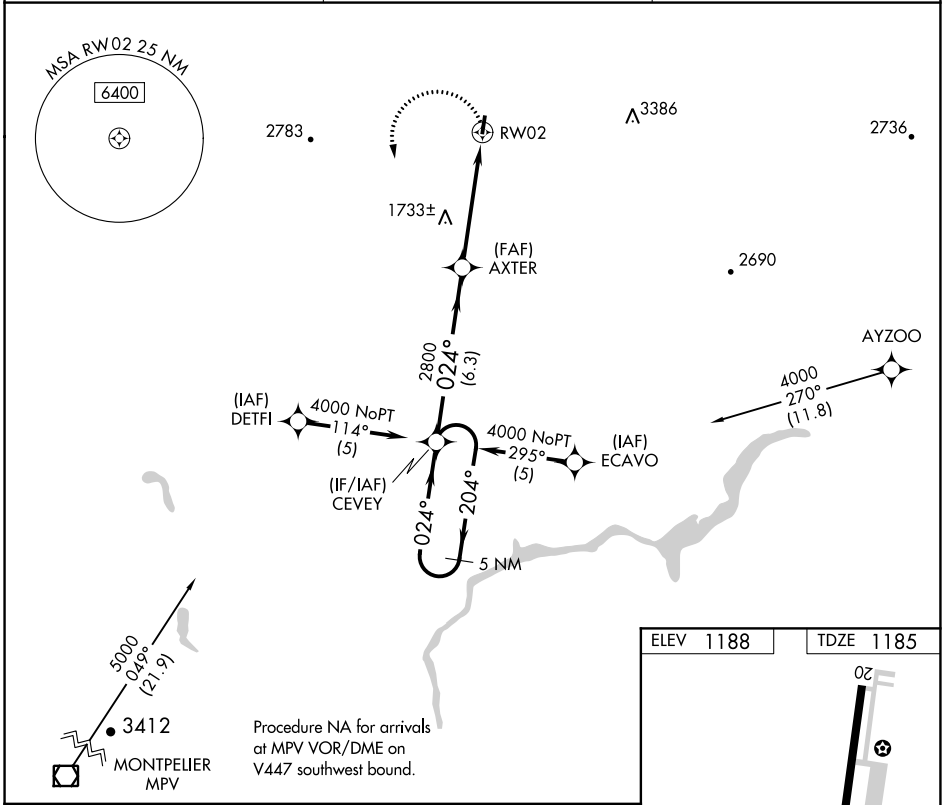 MSA RW02 25 NM
6400
2783
RW02
3386
2736
1733±
(FAF)
AXTER
2690
AYZOO
4000
270°
(11.8)
2800
024°
(6.3)
(IAF)
DETFI
4000 NoPT
114°
(5)
4000 NoPT
295°
(5)
(IAF)
ECAVO
(IF/IAF)
CEVEY
024°
204°
5 NM
5000
049°
(21.9)
3412
MONTPELIER
MPV
Procedure NA for arrivals
at MPV VOR/DME on
V447 southwest bound.
ELEV 1188
TDZE 1185
20